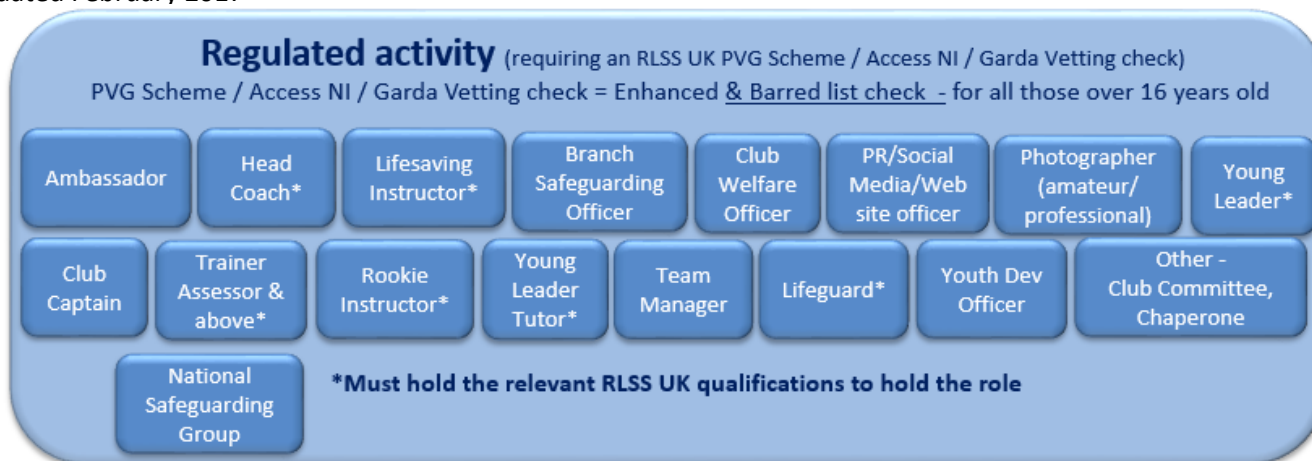 Regulated activity (requiring an RLSS UK PVG Scheme / Access NI / Garda Vetting check)
PVG Scheme / Access NI / Garda Vetting check = Enhanced & Barred list check - for all those over 16 years old
Ambassador
Head
Coach*
Lifesaving
Instructor*
Branch
Safeguarding
Officer
Club
Welfare
Officer
PR/Social
Media/Web
site officer
Photographer
(amateur/
professional)
Young
Leader*
Club
Captain
Trainer
Assessor &
above*
Rookie
Instructor*
Young
Leader
Tutor*
Team
Manager
Lifeguard*
Youth Dev
Officer
Other -
Club Committee,
Chaperone
National
Safeguarding
Group
*Must hold the relevant RLSS UK qualifications to hold the role